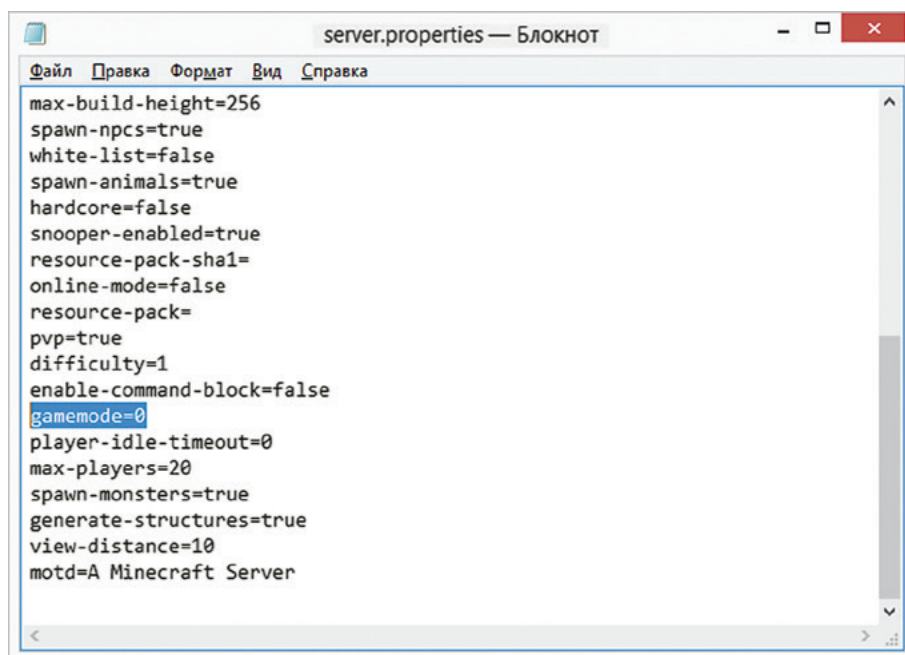 server.properties — Блокнот
Файл Правка Формат Вид Справка
max-build-height=256
spawn-npcs=true
white-list=false
spawn-animals=true
hardcore=false
snooper-enabled=true
resource-pack-sha1=
online-mode=false
resource-pack=
pvp=true
difficulty=1
enable-command-block=false
gamemode=0
player-idle-timeout=0
max-players=20
spawn-monsters=true
generate-structures=true
view-distance=10
motd=A Minecraft Server